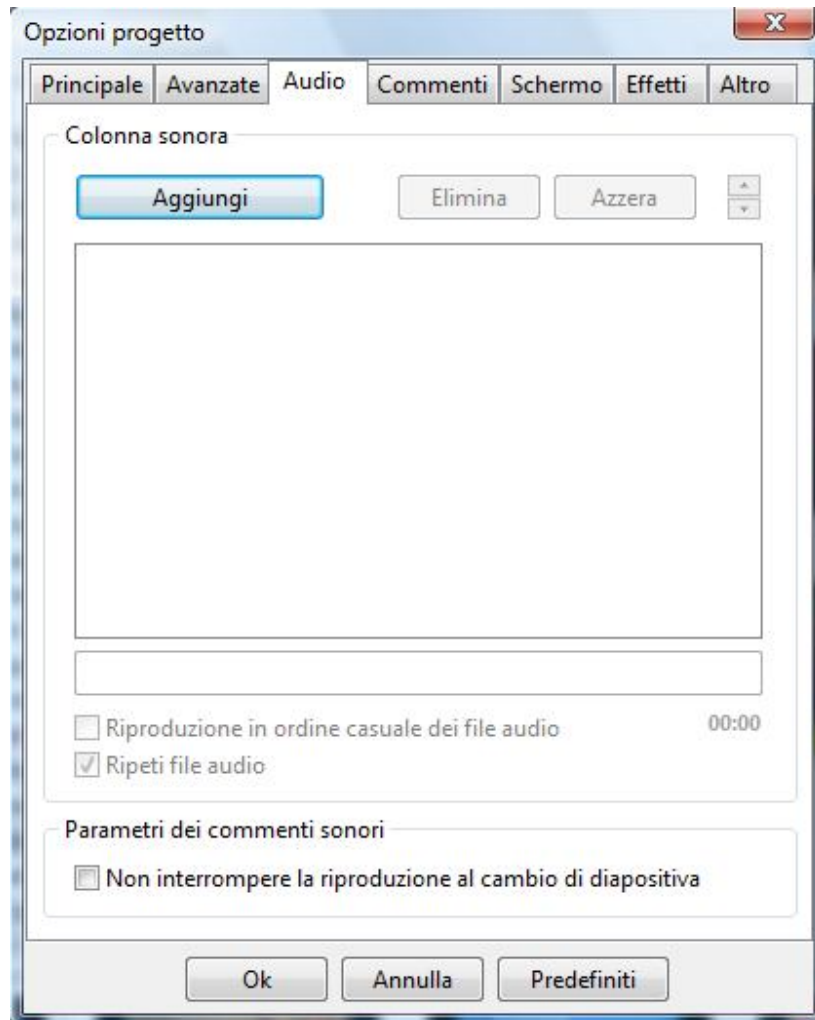 Opzioni progetto
Principale Avanzate Audio Commenti Schermo Effetti Altro
Colonna sonora
Aggiungi Elimina Azzera
Riproduzione in ordine casuale dei file audio 00:00
Ripeti file audio
Parametri dei commenti sonori
Non interrompere la riproduzione al cambio di diapositiva
Ok Annulla Predefiniti